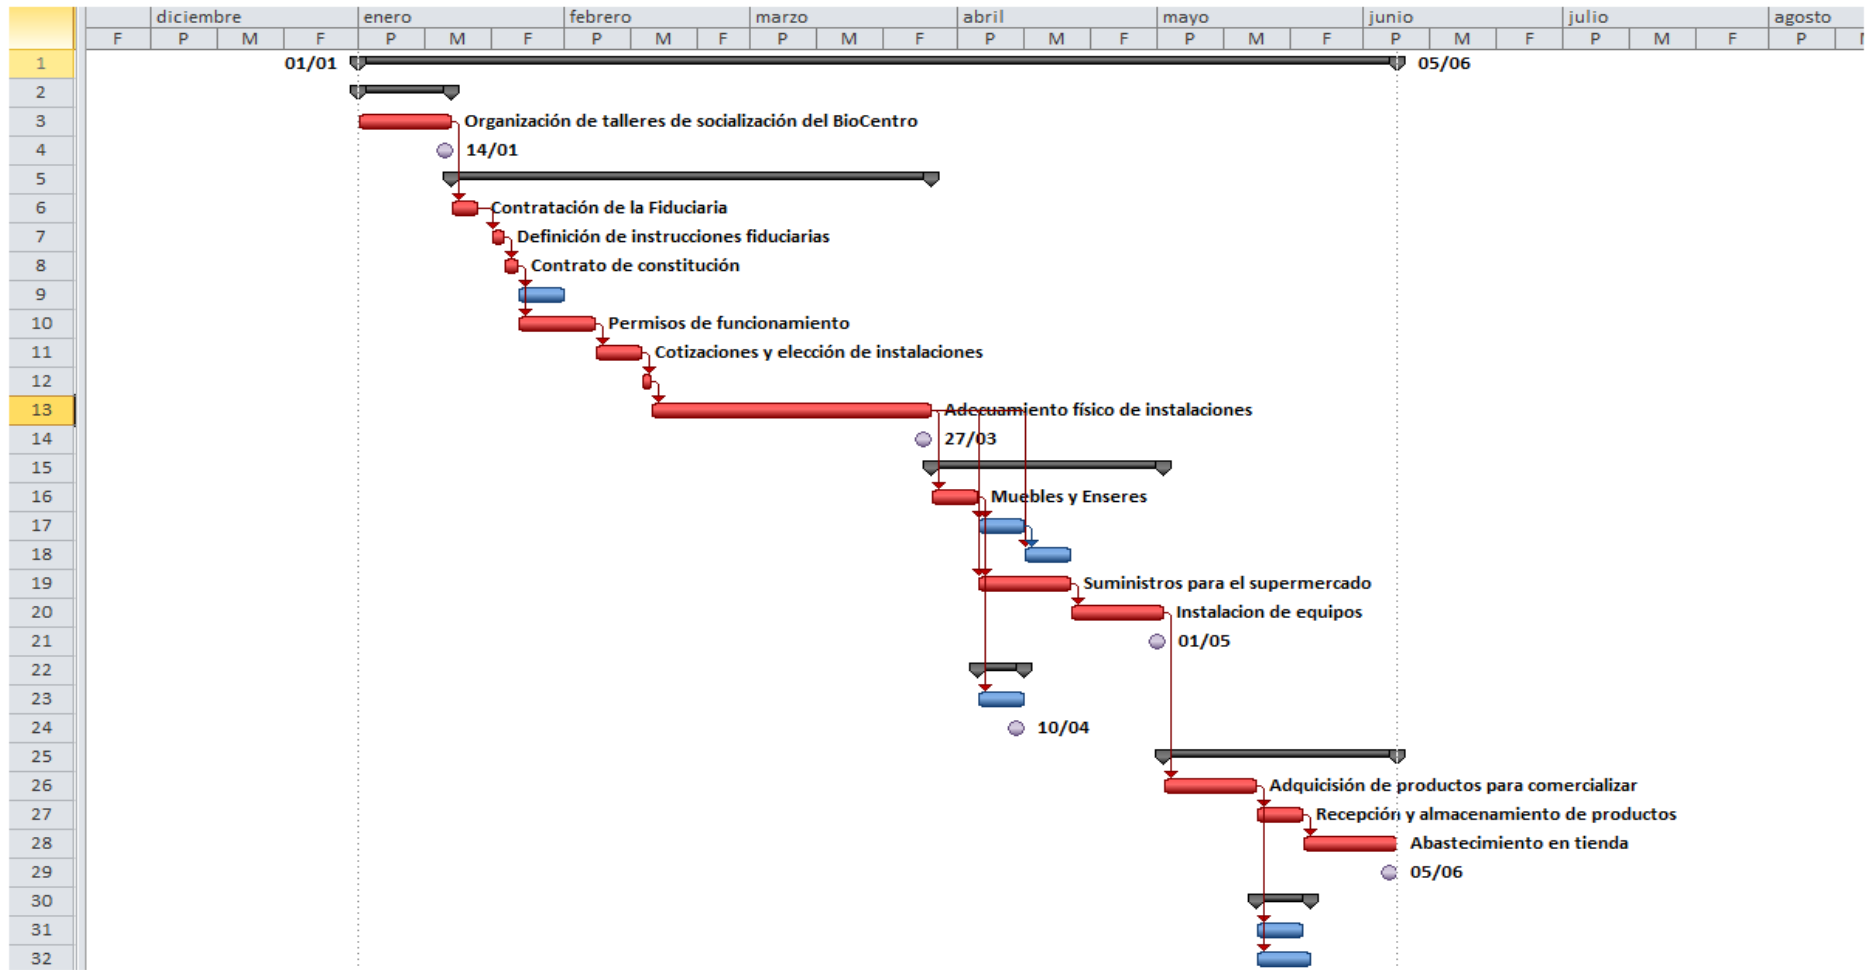 diciembre enero febrero marzo abril mayo junio julio agosto
F P M F P M F P M F P M F P M F P M F P M F P M F P
1 01/01 05/06
2
3 Organización de talleres de socialización del BioCentro
4 14/01
5
6 Contratación de la Fiduciaria
7 Definición de instrucciones fiduciarias
8 Contrato de constitución
9
10 Permisos de funcionamiento
11 Cotizaciones y elección de instalaciones
12
13 Adecuamiento físico de instalaciones
14 27/03
15
16 Muebles y Enseres
17
18
19 Suministros para el supermercado
20 Instalacion de equipos
21 01/05
22
23
24 10/04
25
26 Adquicisión de productos para comercializar
27 Recepción y almacenamiento de productos
28 Abastecimiento en tienda
29 05/06
30
31
32